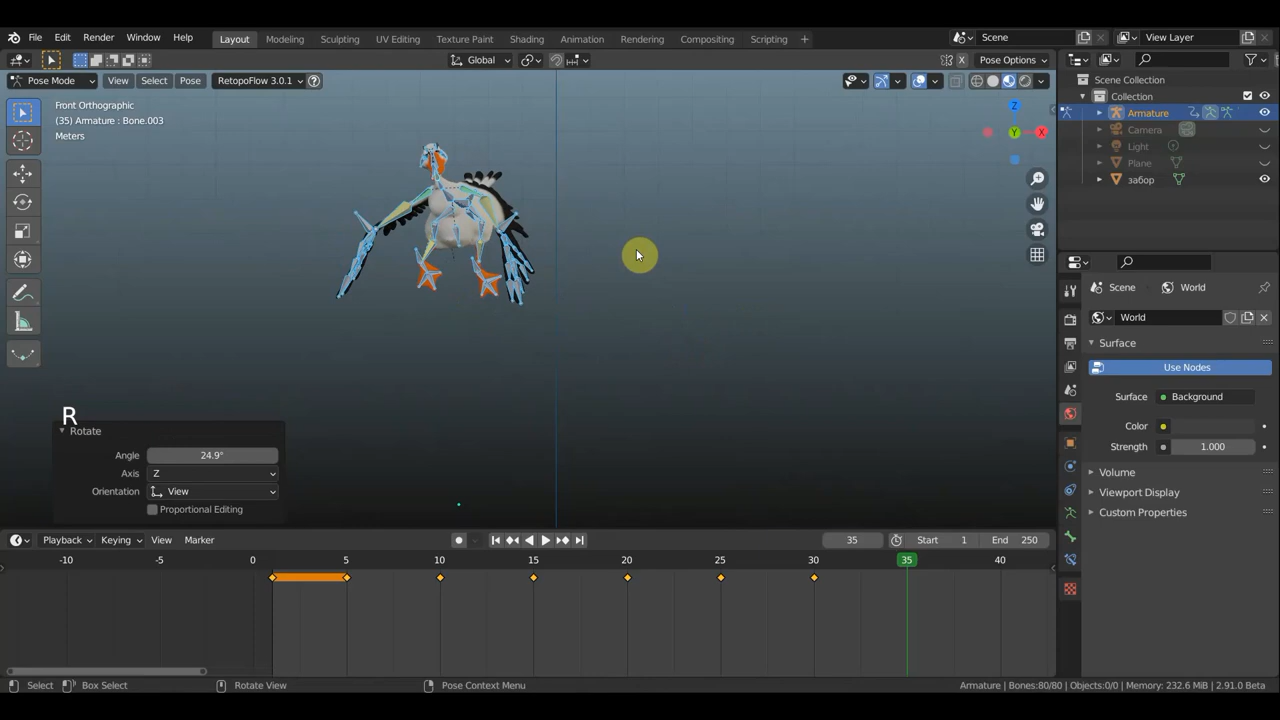 File Edit Render Window Help Layout Modeling Sculpting UV Editing Texture Paint Shading Animation Rendering Compositing Scripting + Scene View Layer
Global Pose Options
Pose Mode View Select Pose RetopoFlow 3.0.1
Front Orthographic
(35) Armature : Bone.003
Meters
Z
Y
X
Scene Collection
Collection
Armature
Camera
Light
Plane
забор
Scene World
World
Surface
Use Nodes
Surface Background
Color
Strength 1.000
Volume
Viewport Display
Custom Properties
R
Rotate
Angle 24.9°
Axis Z
Orientation View
Proportional Editing
Playback Keying View Marker 35 Start 1 End 250
-10 -5 0 5 10 15 20 25 30 35 40
Select Box Select Rotate View Pose Context Menu Armature | Bones:80/80 | Objects:0/0 | Memory: 232.6 MiB | 2.91.0 Beta